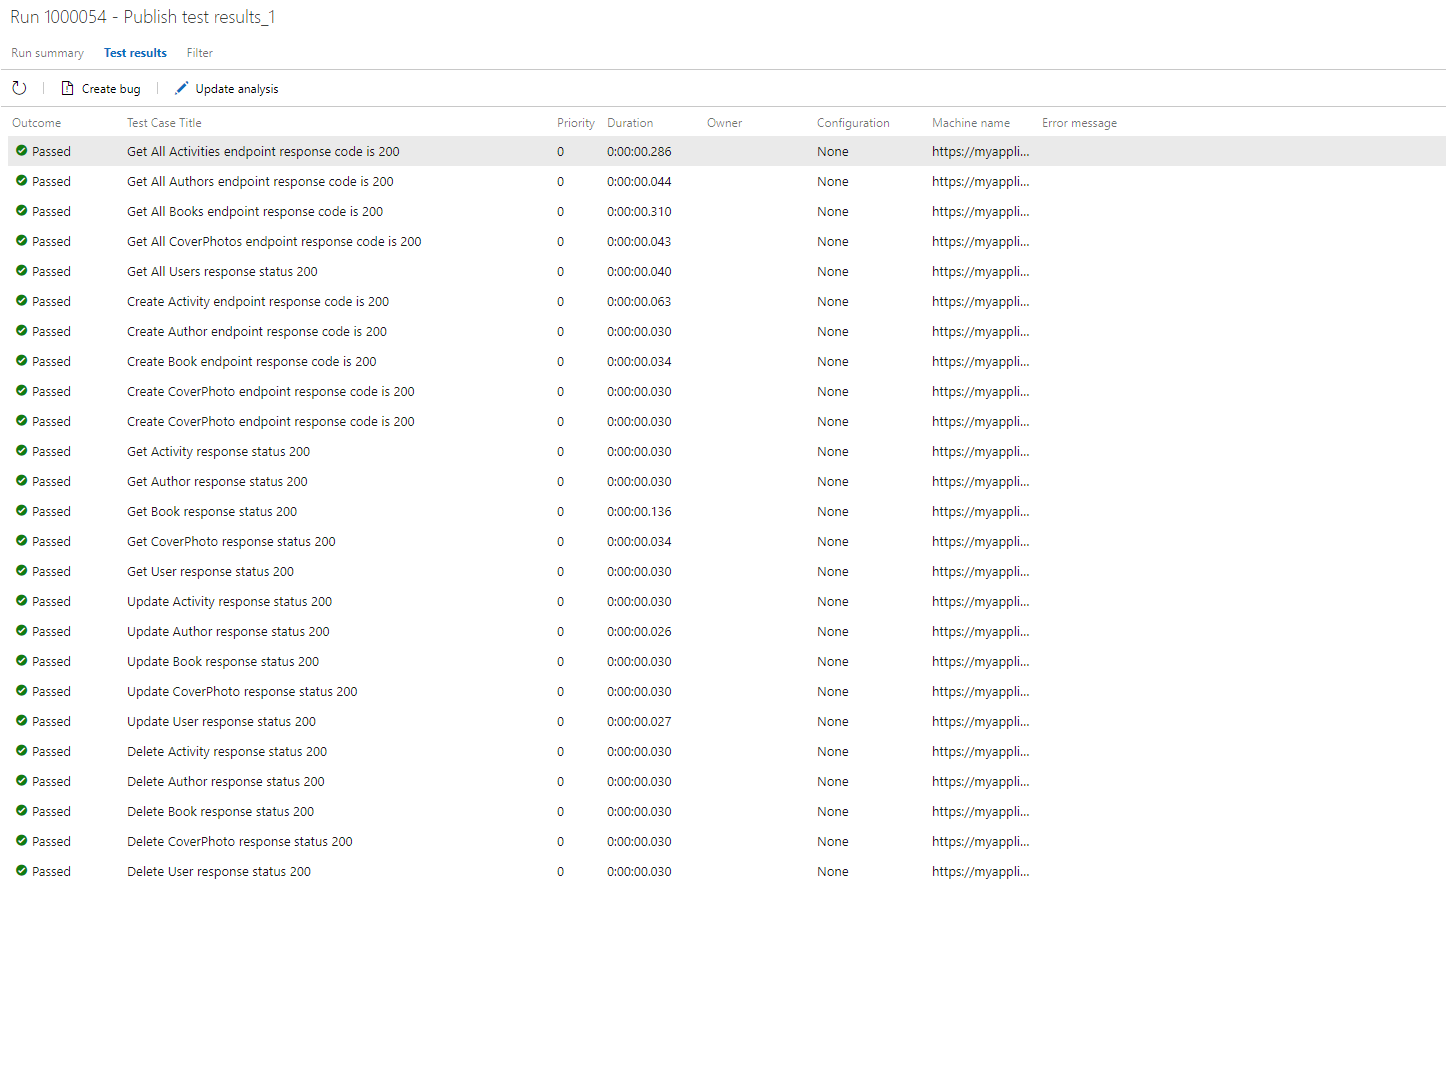 Run 1000054 - Publish test results_1
Run summary Test results Filter
Create bug Update analysis
Outcome Test Case Title Priority Duration Owner Configuration Machine name Error message
Passed Get All Activities endpoint response code is 200 0 0:00:00.286 None https://myappli...
Passed Get All Authors endpoint response code is 200 0 0:00:00.044 None https://myappli...
Passed Get All Books endpoint response code is 200 0 0:00:00.310 None https://myappli...
Passed Get All CoverPhotos endpoint response code is 200 0 0:00:00.043 None https://myappli...
Passed Get All Users response status 200 0 0:00:00.040 None https://myappli...
Passed Create Activity endpoint response code is 200 0 0:00:00.063 None https://myappli...
Passed Create Author endpoint response code is 200 0 0:00:00.030 None https://myappli...
Passed Create Book endpoint response code is 200 0 0:00:00.034 None https://myappli...
Passed Create CoverPhoto endpoint response code is 200 0 0:00:00.030 None https://myappli...
Passed Create CoverPhoto endpoint response code is 200 0 0:00:00.030 None https://myappli...
Passed Get Activity response status 200 0 0:00:00.030 None https://myappli...
Passed Get Author response status 200 0 0:00:00.030 None https://myappli...
Passed Get Book response status 200 0 0:00:00.136 None https://myappli...
Passed Get CoverPhoto response status 200 0 0:00:00.034 None https://myappli...
Passed Get User response status 200 0 0:00:00.030 None https://myappli...
Passed Update Activity response status 200 0 0:00:00.030 None https://myappli...
Passed Update Author response status 200 0 0:00:00.026 None https://myappli...
Passed Update Book response status 200 0 0:00:00.030 None https://myappli...
Passed Update CoverPhoto response status 200 0 0:00:00.030 None https://myappli...
Passed Update User response status 200 0 0:00:00.027 None https://myappli...
Passed Delete Activity response status 200 0 0:00:00.030 None https://myappli...
Passed Delete Author response status 200 0 0:00:00.030 None https://myappli...
Passed Delete Book response status 200 0 0:00:00.030 None https://myappli...
Passed Delete CoverPhoto response status 200 0 0:00:00.030 None https://myappli...
Passed Delete User response status 200 0 0:00:00.030 None https://myappli...